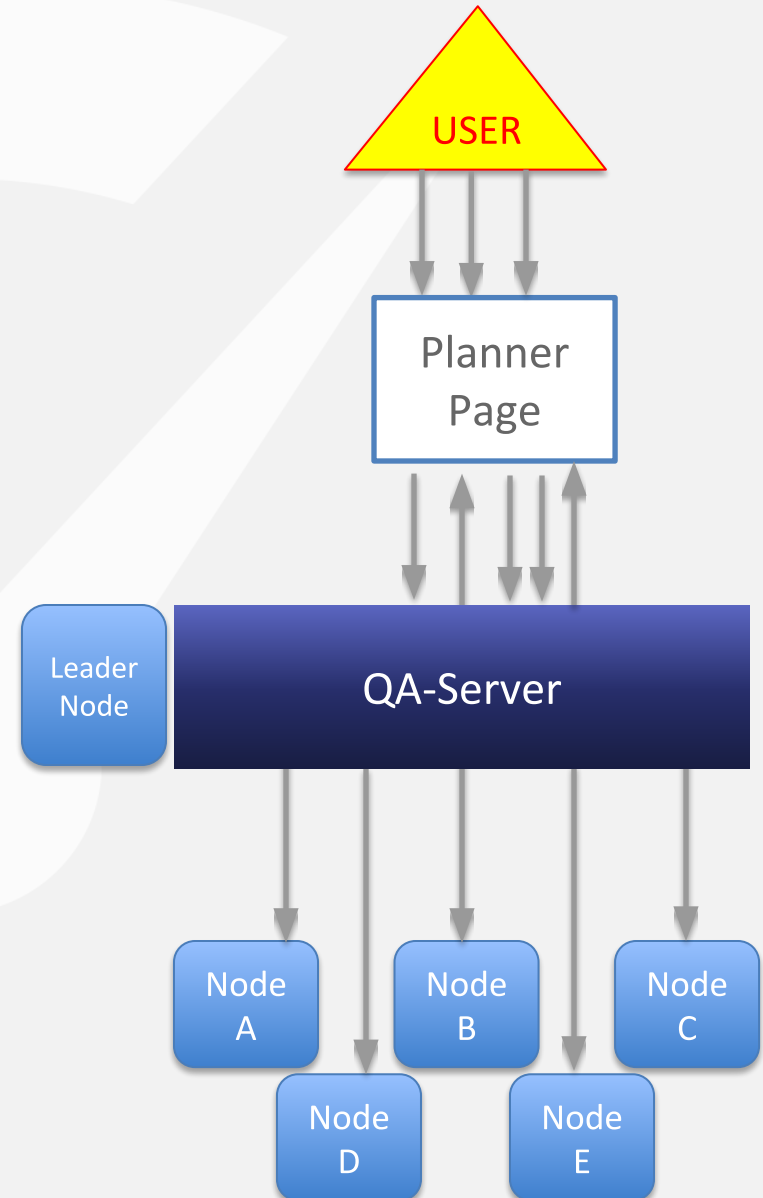 USER
Planner
Page
Leader
Node
QA-Server
Node
A
Node
B
Node
C
Node
D
Node
E